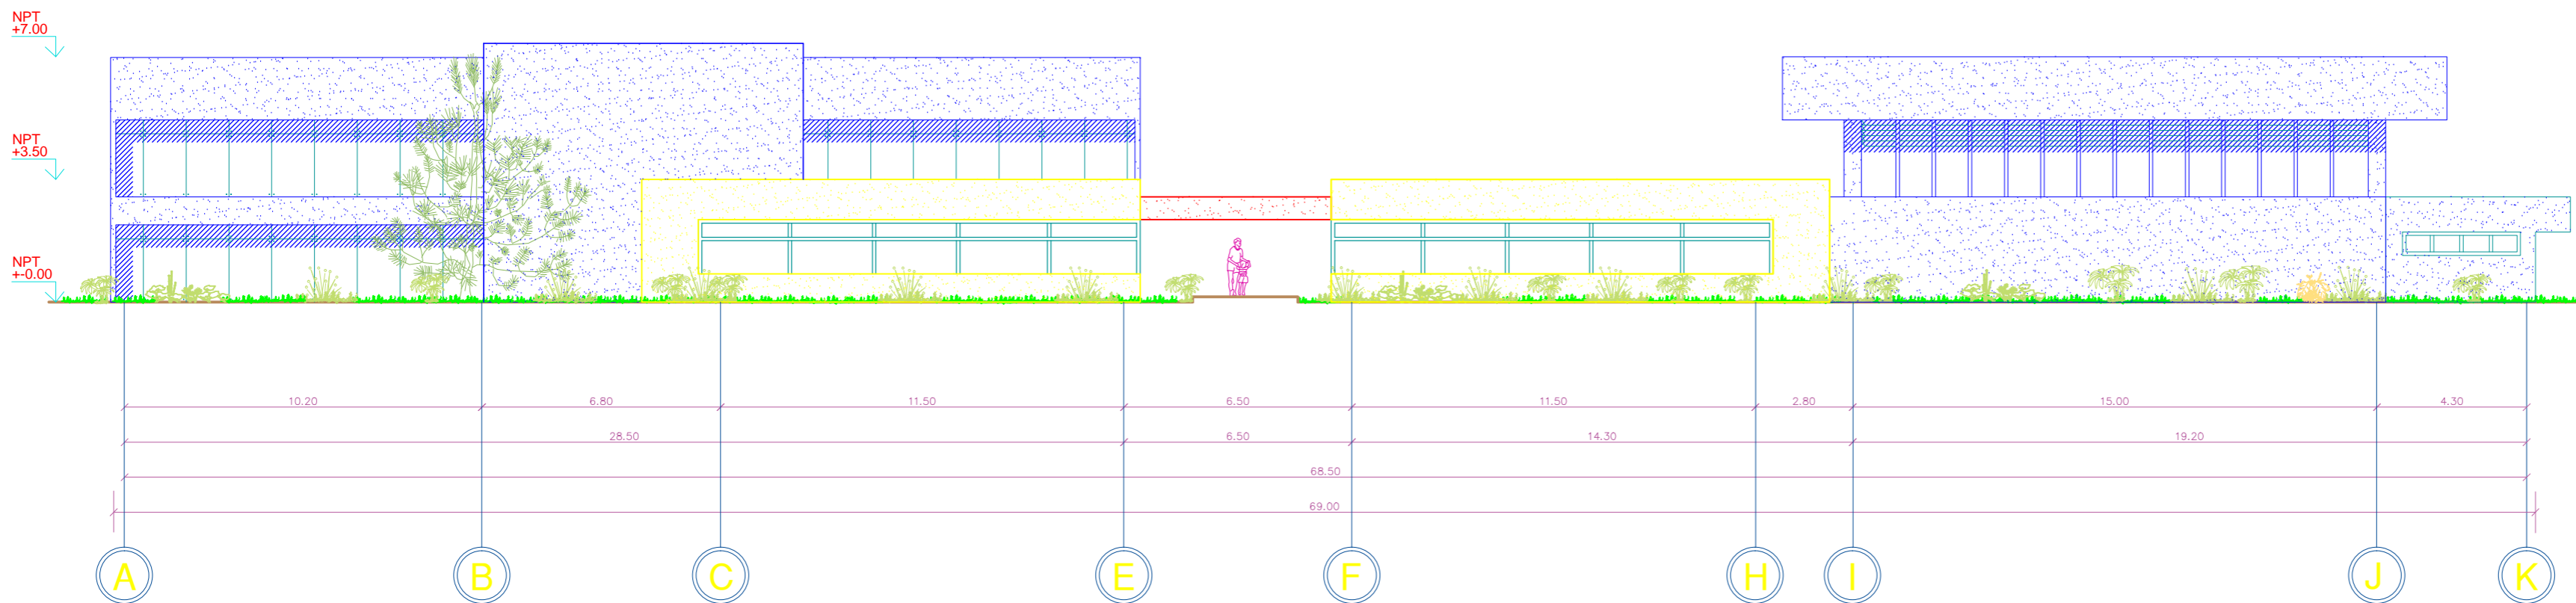 NPT
+7.00
NPT
+3.50
NPT
+-0.00
10.20 6.80 11.50 6.50 11.50 2.80 15.00 4.30
28.50 6.50 14.30 19.20
68.50
69.00
A B C E F H I J K